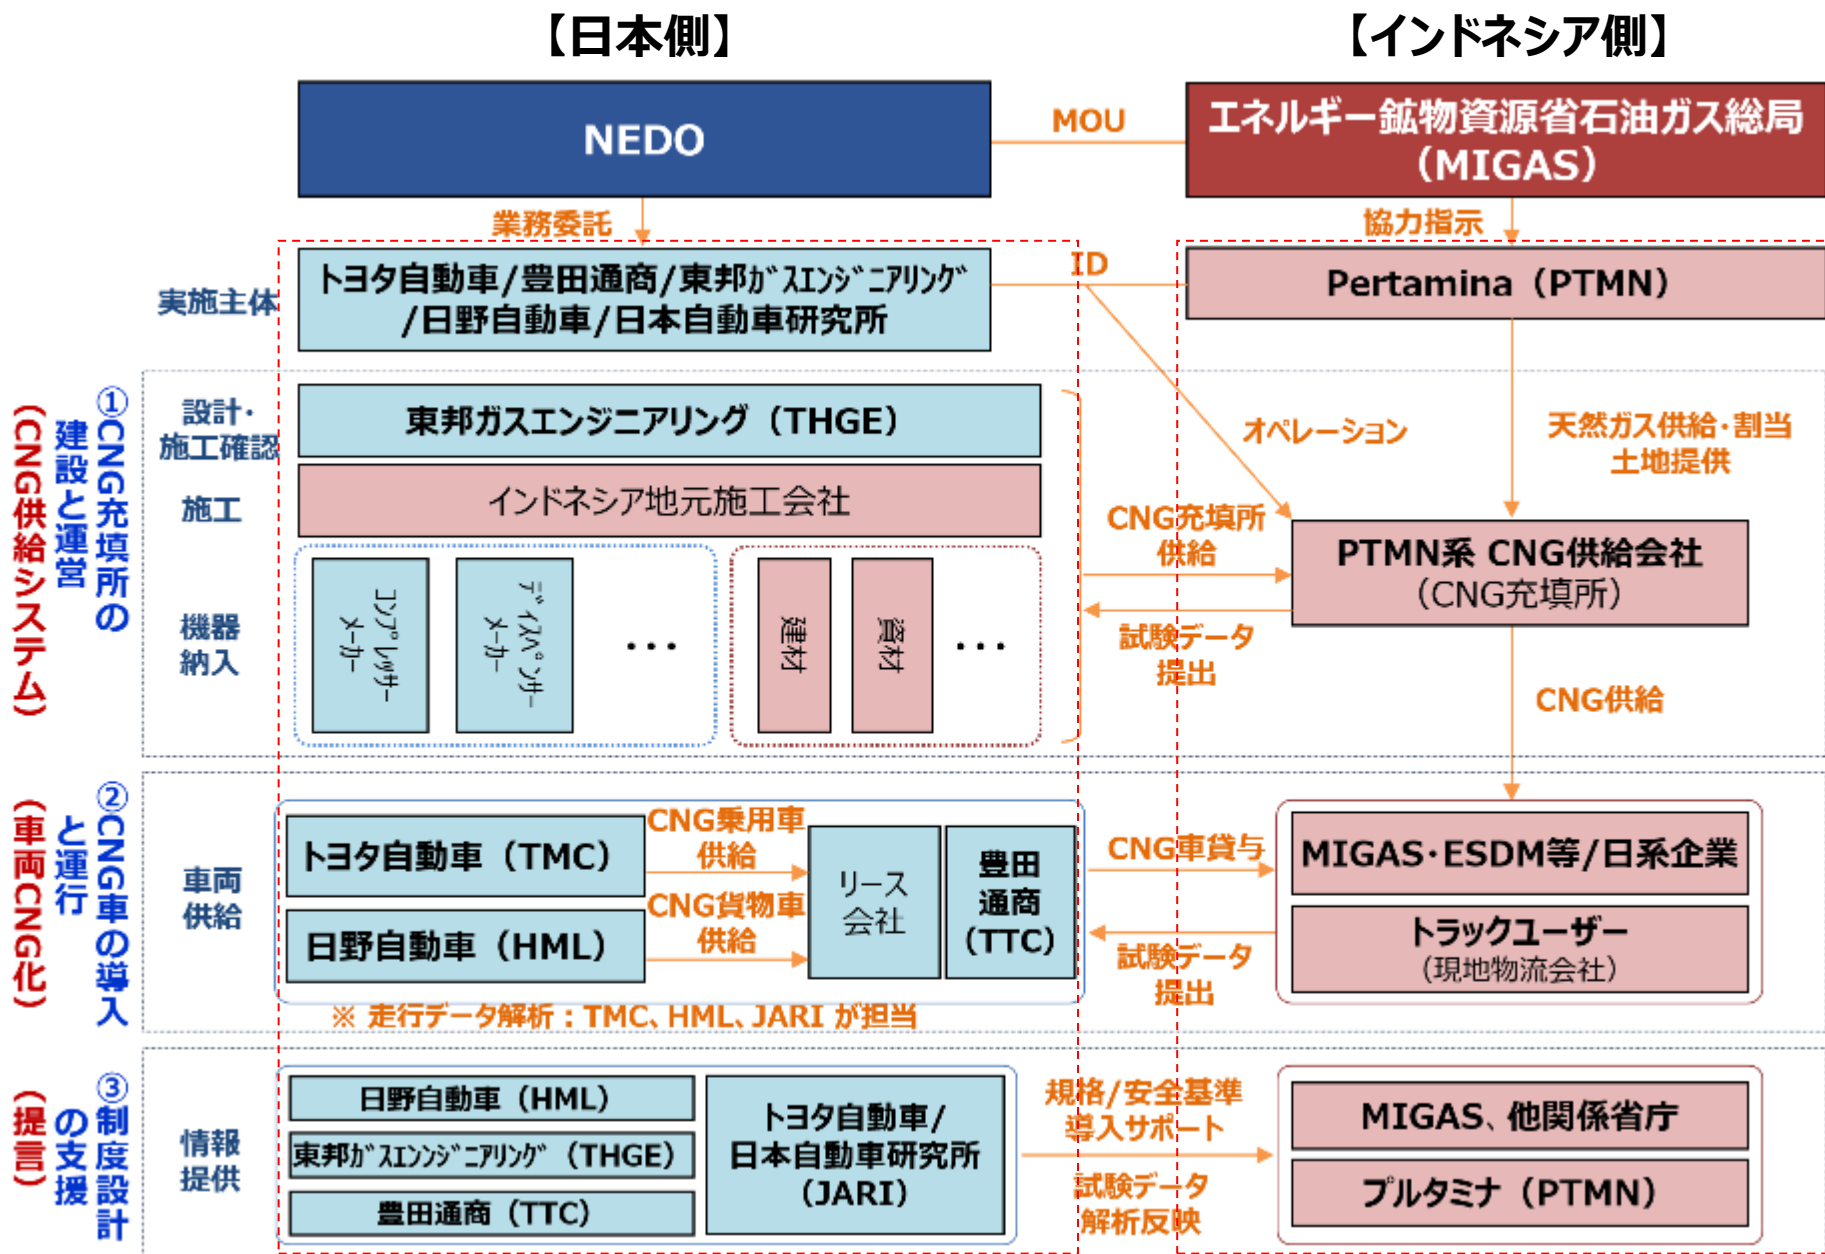 【日本側】
【インドネシア側】
NEDO
MOU
エネルギー鉱物資源省石油ガス総局
（MIGAS）
業務委託
協力指示
実施主体
トヨタ自動車/豊田通商/東邦ｶﾞｽｴﾝｼﾞﾆｱﾘﾝｸﾞ
/日野自動車/日本自動車研究所
ID
Pertamina（PTMN）
①CNG充填所の
建設と運営
（CNG供給システム）
設計・
施工確認
東邦ガスエンジニアリング（THGE）
施工
インドネシア地元施工会社
機器
納入
ｺﾝﾌﾟﾚｯｻｰ
ﾒｰｶｰ
ﾃﾞｨｽﾍﾟﾝｻｰ
ﾒｰｶｰ
・・・
建材
資材
・・・
オペレーション
天然ガス供給・割当
土地提供
CNG充填所
供給
試験データ
提出
PTMN系 CNG供給会社
（CNG充填所）
CNG供給
②CNG車の導入
と運行
（車両CNG化）
車両
供給
トヨタ自動車（TMC）
日野自動車（HML）
CNG乗用車
供給
CNG貨物車
供給
リース
会社
豊田
通商
（TTC）
CNG車貸与
試験データ
提出
MIGAS・ESDM等/日系企業
トラックユーザー
（現地物流会社）
※ 走行データ解析：TMC、HML、JARI が担当
③制度設計
の支援
（提言）
情報
提供
日野自動車（HML）
東邦ｶﾞｽｴﾝﾝｼﾞﾆｱﾘﾝｸﾞ（THGE）
豊田通商（TTC）
トヨタ自動車/
日本自動車研究所
（JARI）
規格/安全基準
導入サポート
試験データ
解析反映
MIGAS、他関係省庁
プルタミナ（PTMN）